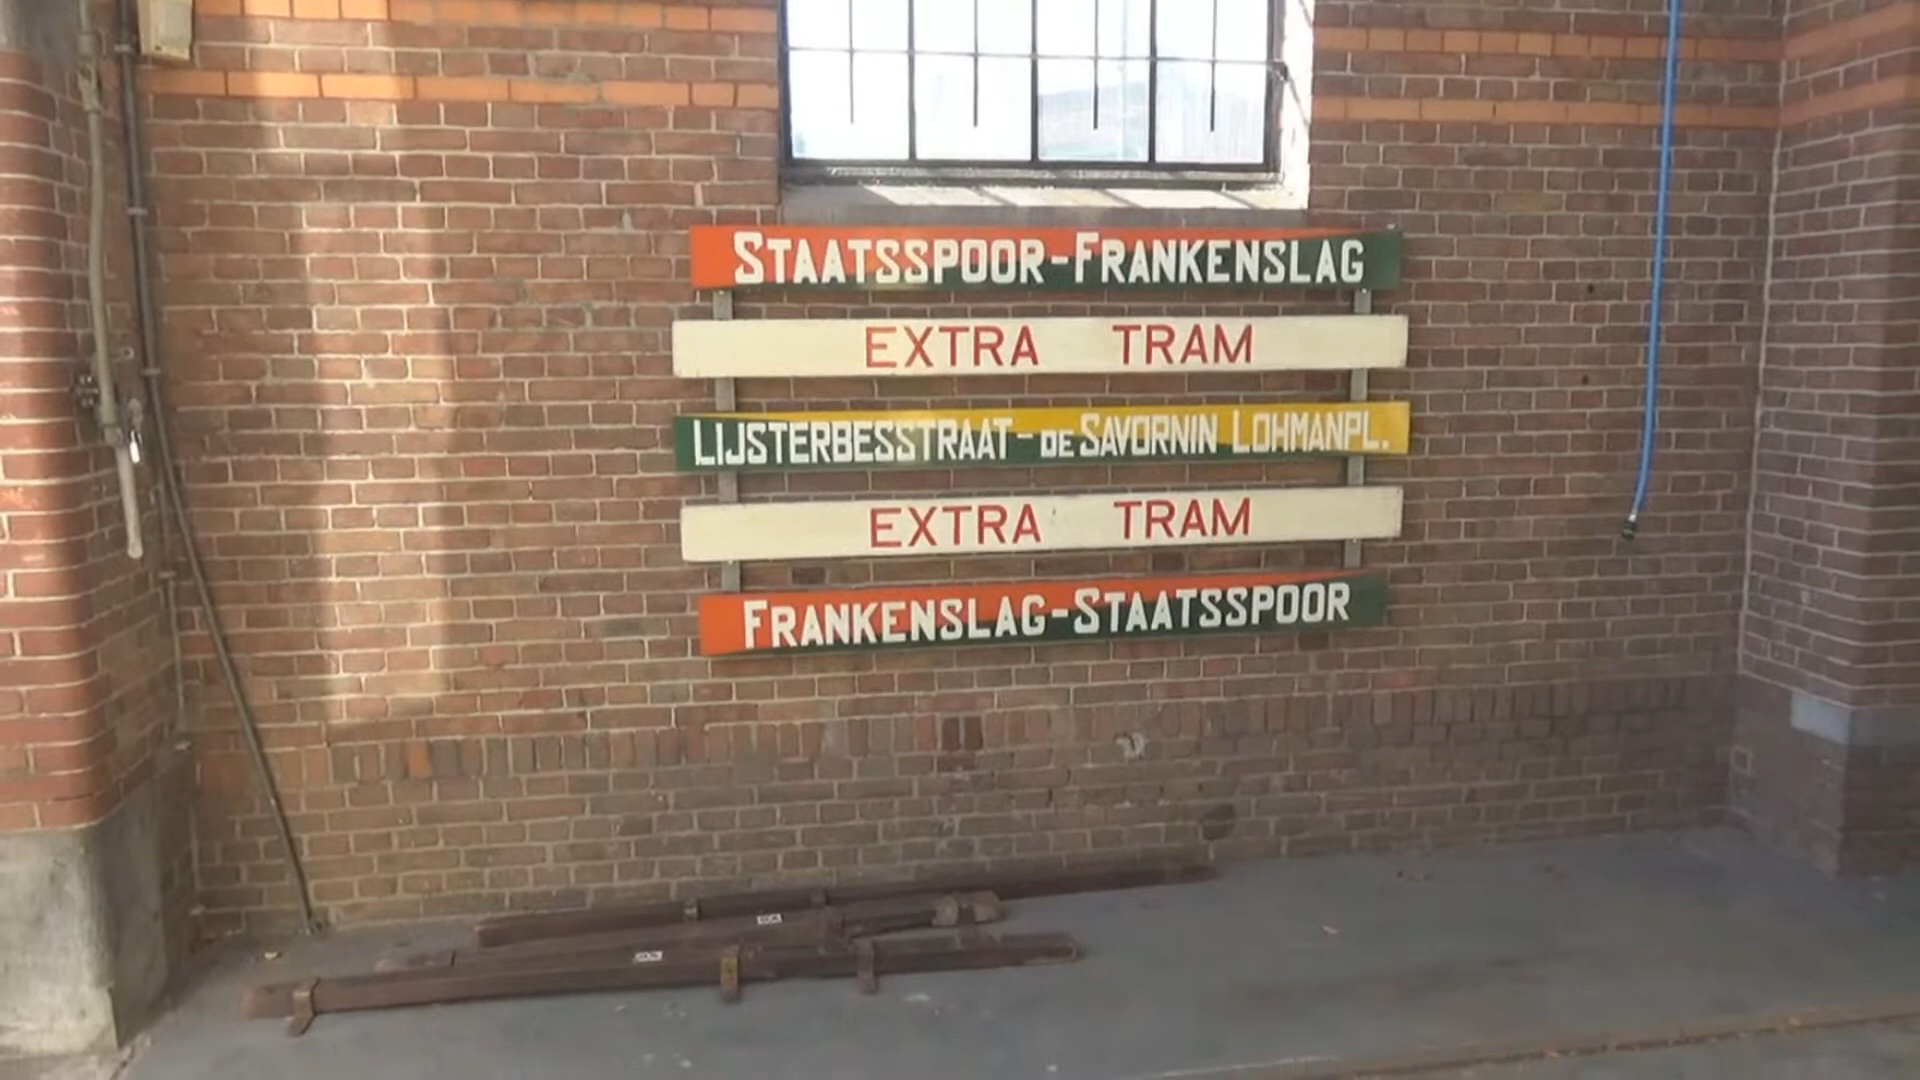 STAATSSPOOR-FRANKENSLAG
EXTRA TRAM
LIJSTERBESSTRAAT-DE SAVORNIN LOHMANPL.
EXTRA TRAM
FRANKENSLAG-STAATSSPOOR